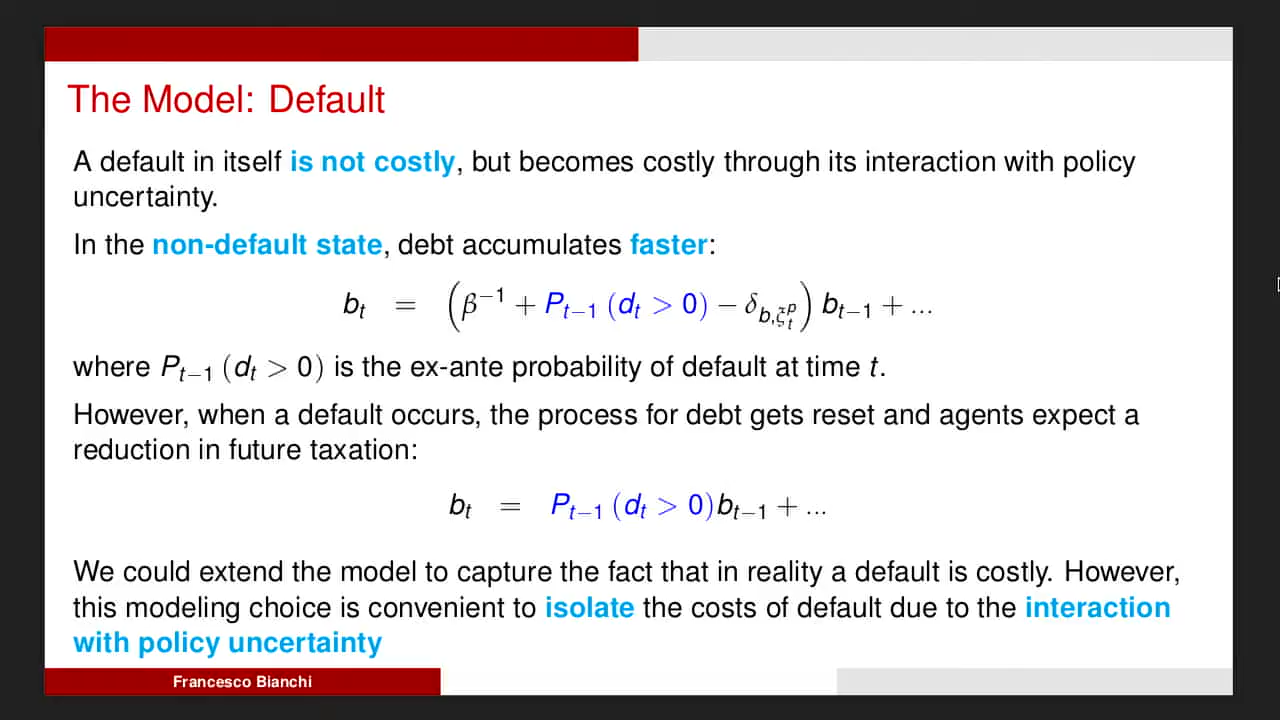 The Model: Default
A default in itself is not costly, but becomes costly through its interaction with policy
uncertainty.
In the non-default state, debt accumulates faster:
b_t = (β^{-1} + P_{t-1} (d_t > 0) − δ_{b,ξ_t^p}) b_{t-1} + ...
where P_{t-1} (d_t > 0) is the ex-ante probability of default at time t.
However, when a default occurs, the process for debt gets reset and agents expect a
reduction in future taxation:
b_t = P_{t-1} (d_t > 0)b_{t-1} + ...
We could extend the model to capture the fact that in reality a default is costly. However,
this modeling choice is convenient to isolate the costs of default due to the interaction
with policy uncertainty
Francesco Bianchi